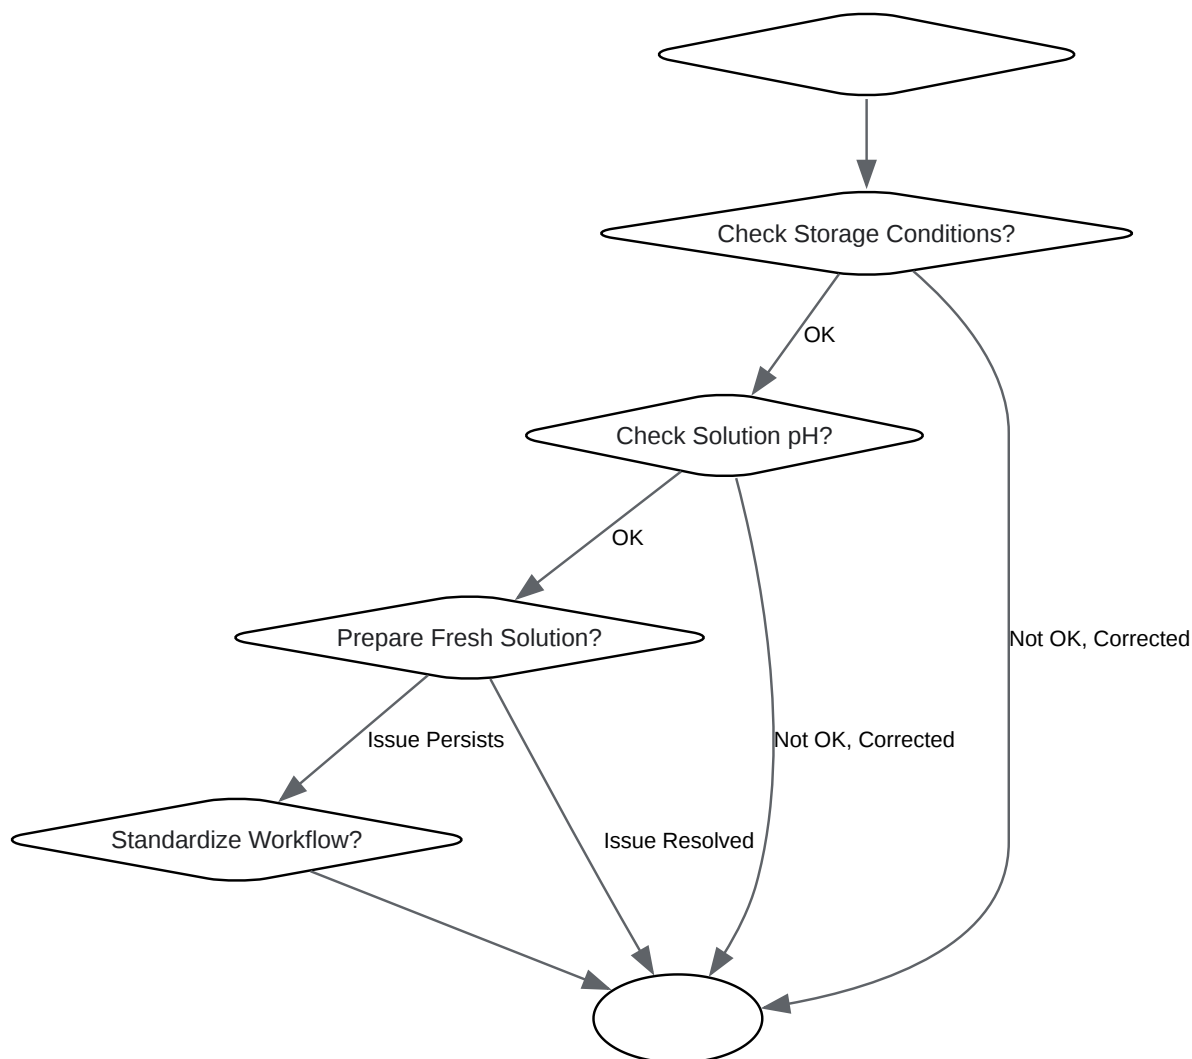 Check Storage Conditions?
OK
Check Solution pH?
OK
Prepare Fresh Solution?
Not OK, Corrected
Issue Persists
Not OK, Corrected
Standardize Workflow?
Issue Resolved